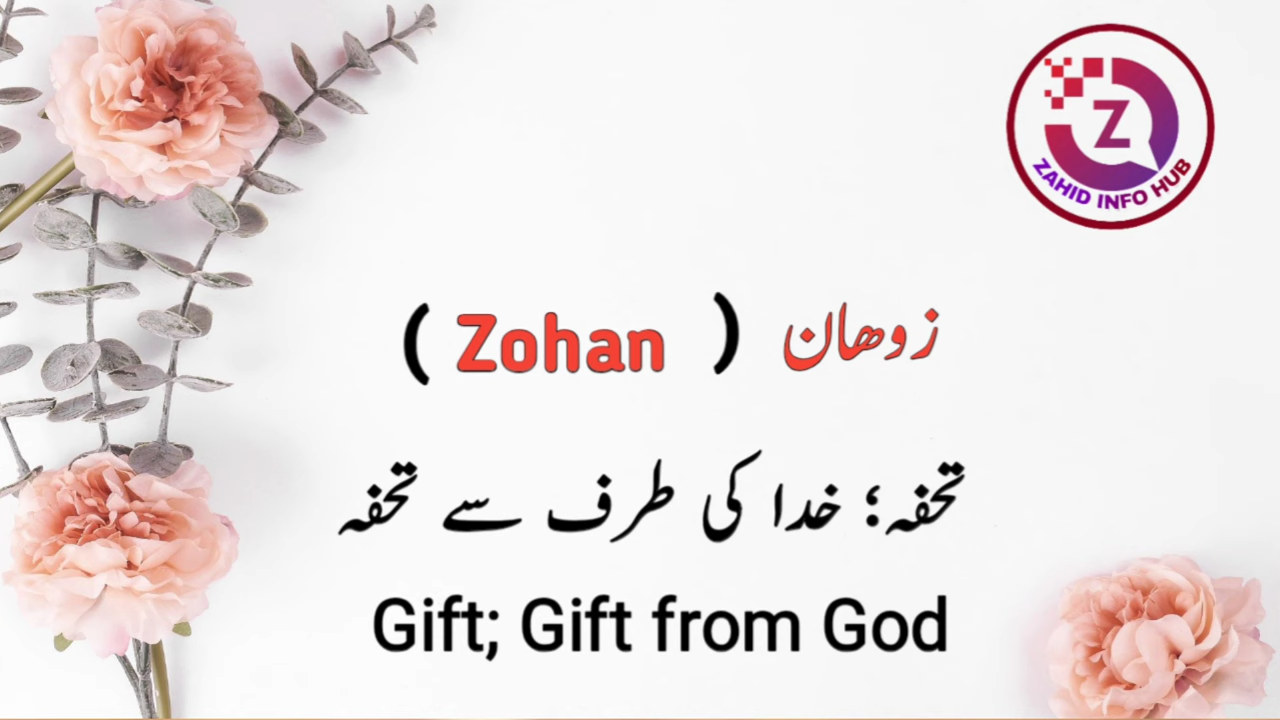 Z
ZAHID INFO HUB
زوھان ( Zohan )
تحفہ؛ خدا کی طرف سے تحفہ
Gift; Gift from God